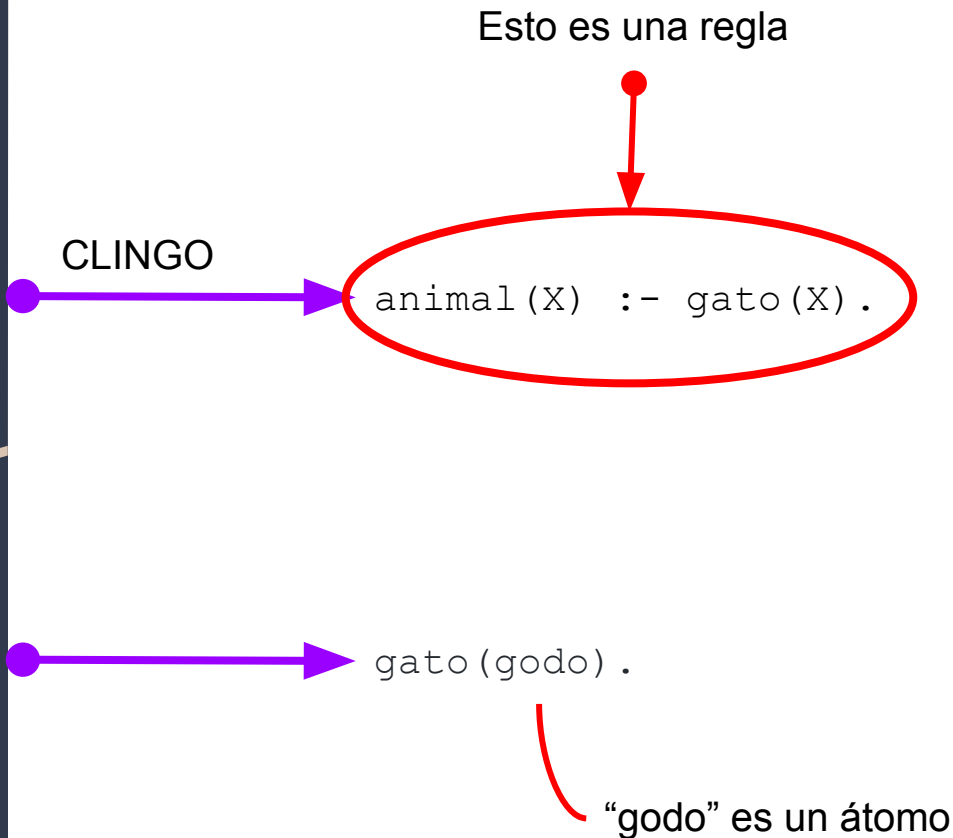 Esto es una regla
CLINGO
animal(X) :- gato(X).
gato(godo).
“godo” es un átomo